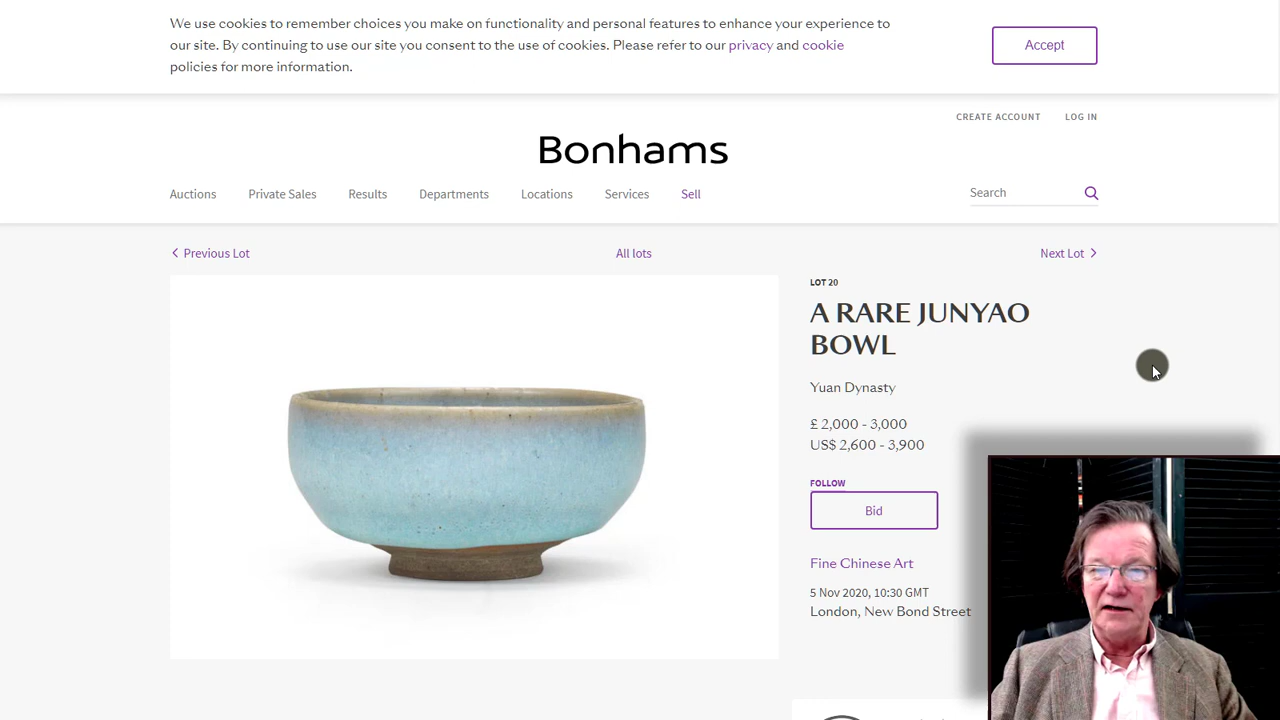 We use cookies to remember choices you make on functionality and personal features to enhance your experience to
our site. By continuing to use our site you consent to the use of cookies. Please refer to our privacy and cookie
policies for more information.
Accept
CREATE ACCOUNT LOG IN
Bonhams
Auctions Private Sales Results Departments Locations Services Sell Search
Previous Lot All lots Next Lot
LOT 20
A RARE JUNYAO
BOWL
Yuan Dynasty
£ 2,000 - 3,000
US$ 2,600 - 3,900
FOLLOW
Bid
Fine Chinese Art
5 Nov 2020, 10:30 GMT
London, New Bond Street